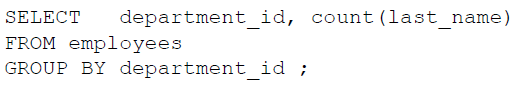 SELECT   department_id, count(last_name)
FROM employees
GROUP BY department_id ;